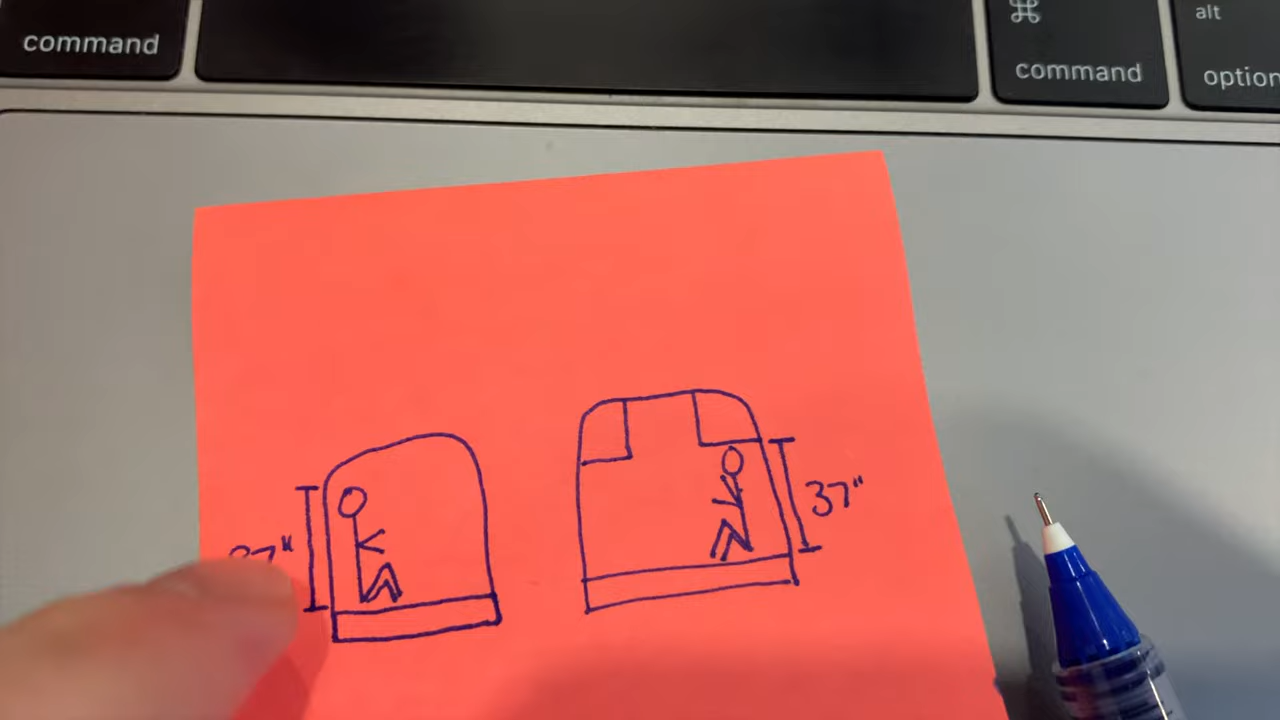 command
⌘
command
alt
option
37"